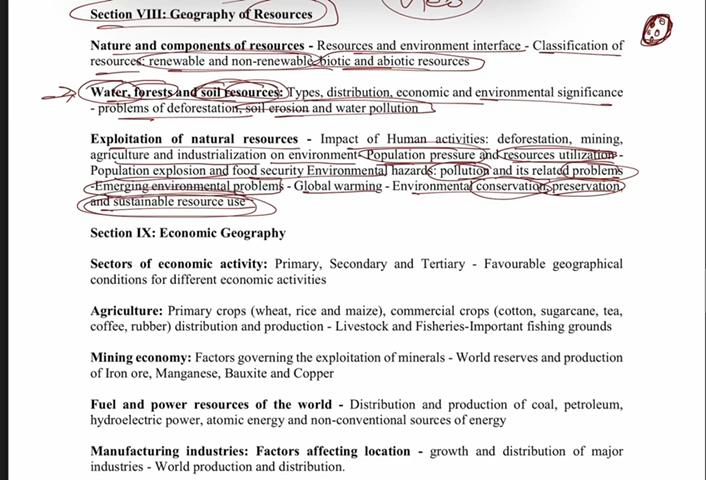 Yes
Section VIII: Geography of Resources
Nature and components of resources - Resources and environment interface - Classification of
resources: renewable and non-renewable, biotic and abiotic resources
Water, forests and soil resources: Types, distribution, economic and environmental significance
- problems of deforestation, soil erosion and water pollution
Exploitation of natural resources - Impact of Human activities: deforestation, mining,
agriculture and industrialization on environment- Population pressure and resources utilization -
Population explosion and food security Environmental hazards: pollution and its related problems
-Emerging environmental problems - Global warming - Environmental conservation, preservation,
and sustainable resource use
Section IX: Economic Geography
Sectors of economic activity: Primary, Secondary and Tertiary - Favourable geographical
conditions for different economic activities
Agriculture: Primary crops (wheat, rice and maize), commercial crops (cotton, sugarcane, tea,
coffee, rubber) distribution and production - Livestock and Fisheries-Important fishing grounds
Mining economy: Factors governing the exploitation of minerals - World reserves and production
of Iron ore, Manganese, Bauxite and Copper
Fuel and power resources of the world - Distribution and production of coal, petroleum,
hydroelectric power, atomic energy and non-conventional sources of energy
Manufacturing industries: Factors affecting location - growth and distribution of major
industries - World production and distribution.